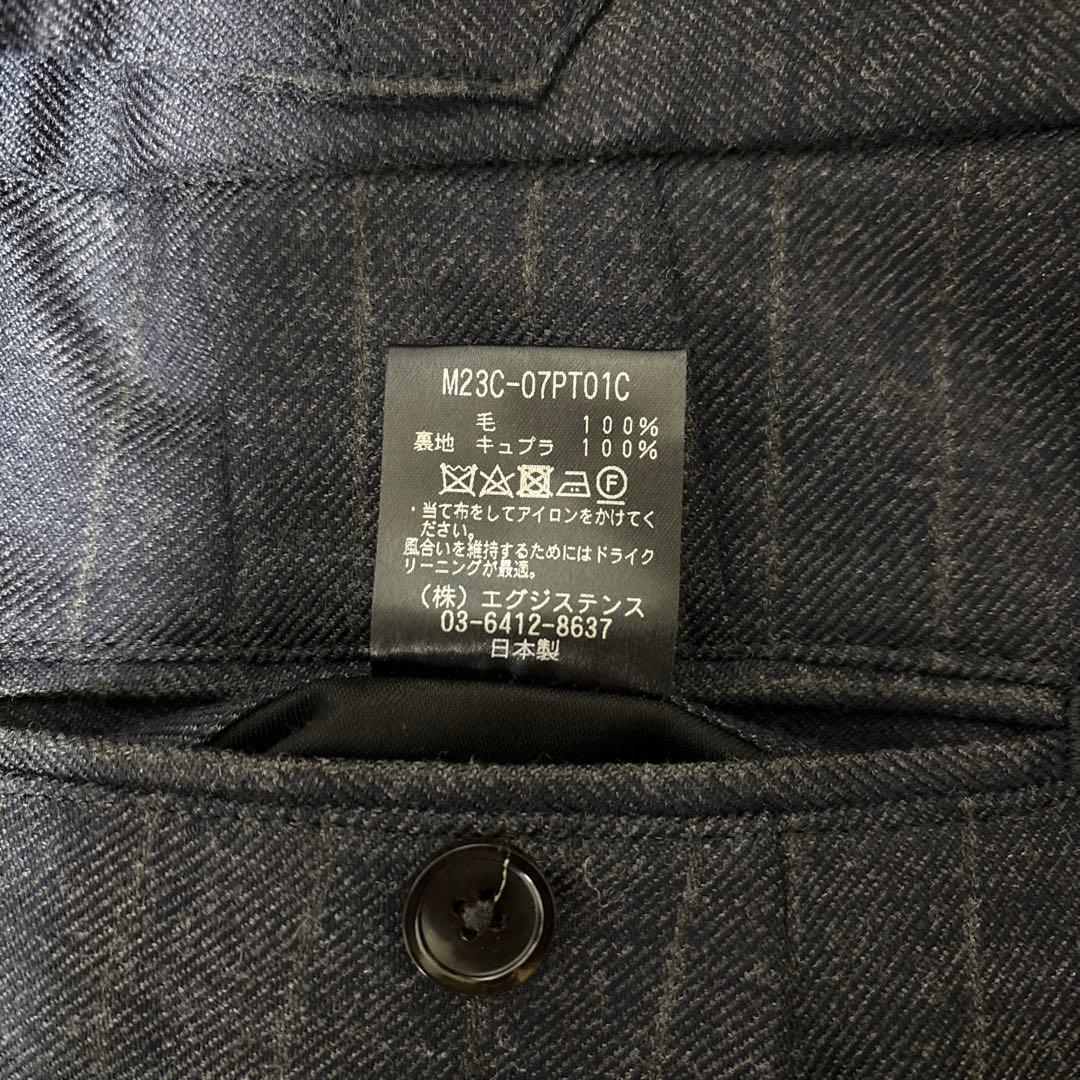 M23C-07PT01C
毛 100%
裏地 キュプラ 100%
F
・当て布をしてアイロンをかけてく
ださい。
風合いを維持するためにはドライク
リーニングが最適。
(株) エグジステンス
03-6412-8637
日本製